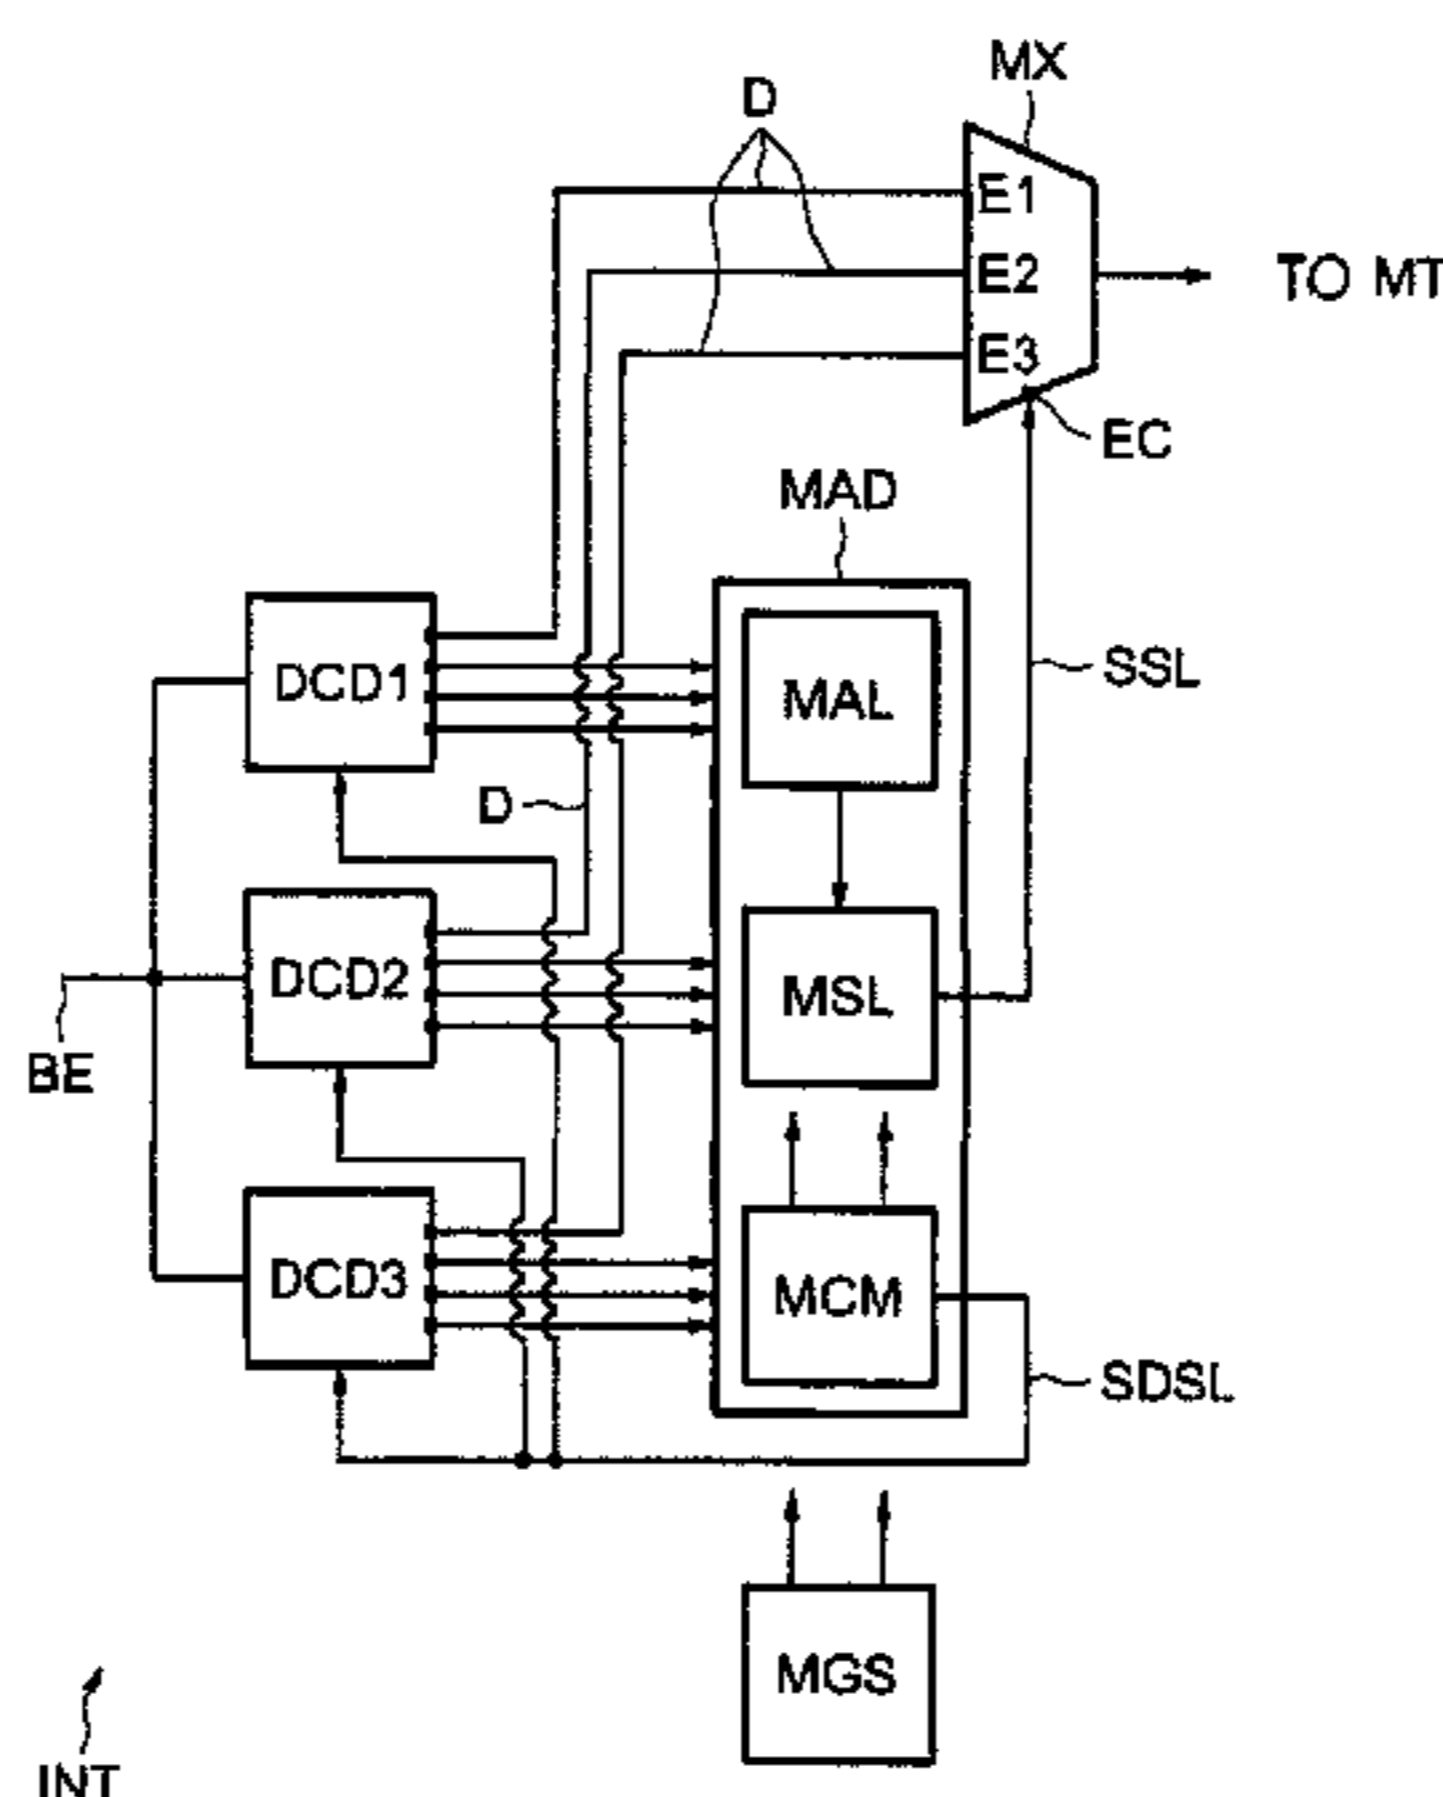 MX
D
E1
E2
TO MT
E3
EC
MAD
DCD1
MAL
SSL
D
DCD2
MSL
BE
DCD3
MCM
SDSL
MGS
INT